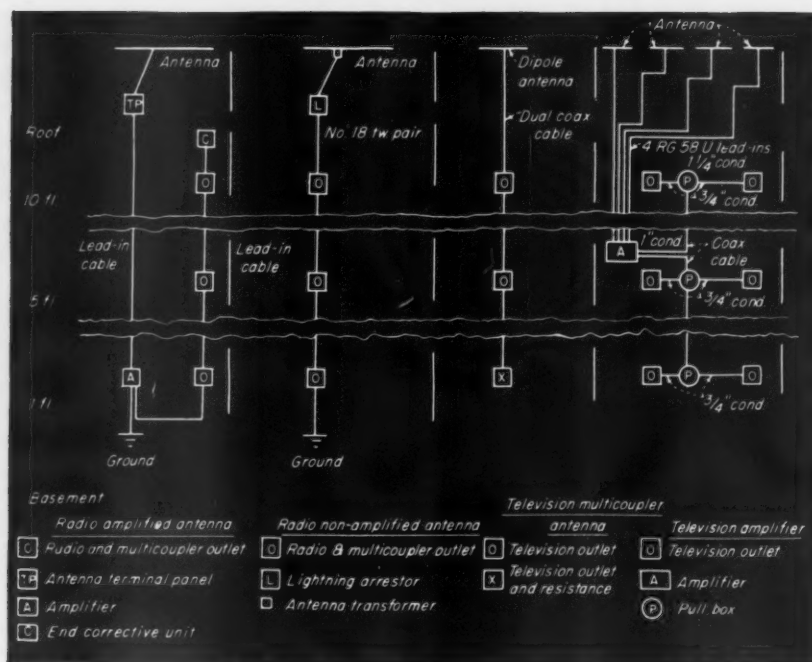 Antenna
Antenna
Antenna
Dipole
antenna
TP
L
C
No. 18 tw. pair
Dual coax
cable
4 RG 58 U lead-ins
1 1/4" cond.
Roof
O
O
O
O
P
O
3/4" cond.
10 fl.
Lead-in
cable
Lead-in
cable
1" cond.
Coax
cable
A
O
O
O
O
P
O
3/4" cond.
5 fl.
A
O
O
X
O
P
O
3/4" cond.
1 fl.
Ground
Ground
Basement
Radio amplified antenna
C Radio and multicoupler outlet
TP Antenna terminal panel
A Amplifier
C End corrective unit
Radio non-amplified antenna
O Radio & multicoupler outlet
L Lightning arrestor
Antenna transformer
Television multicoupler
antenna
O Television outlet
X Television outlet
and resistance
Television amplifier
O Television outlet
A Amplifier
P Pull box